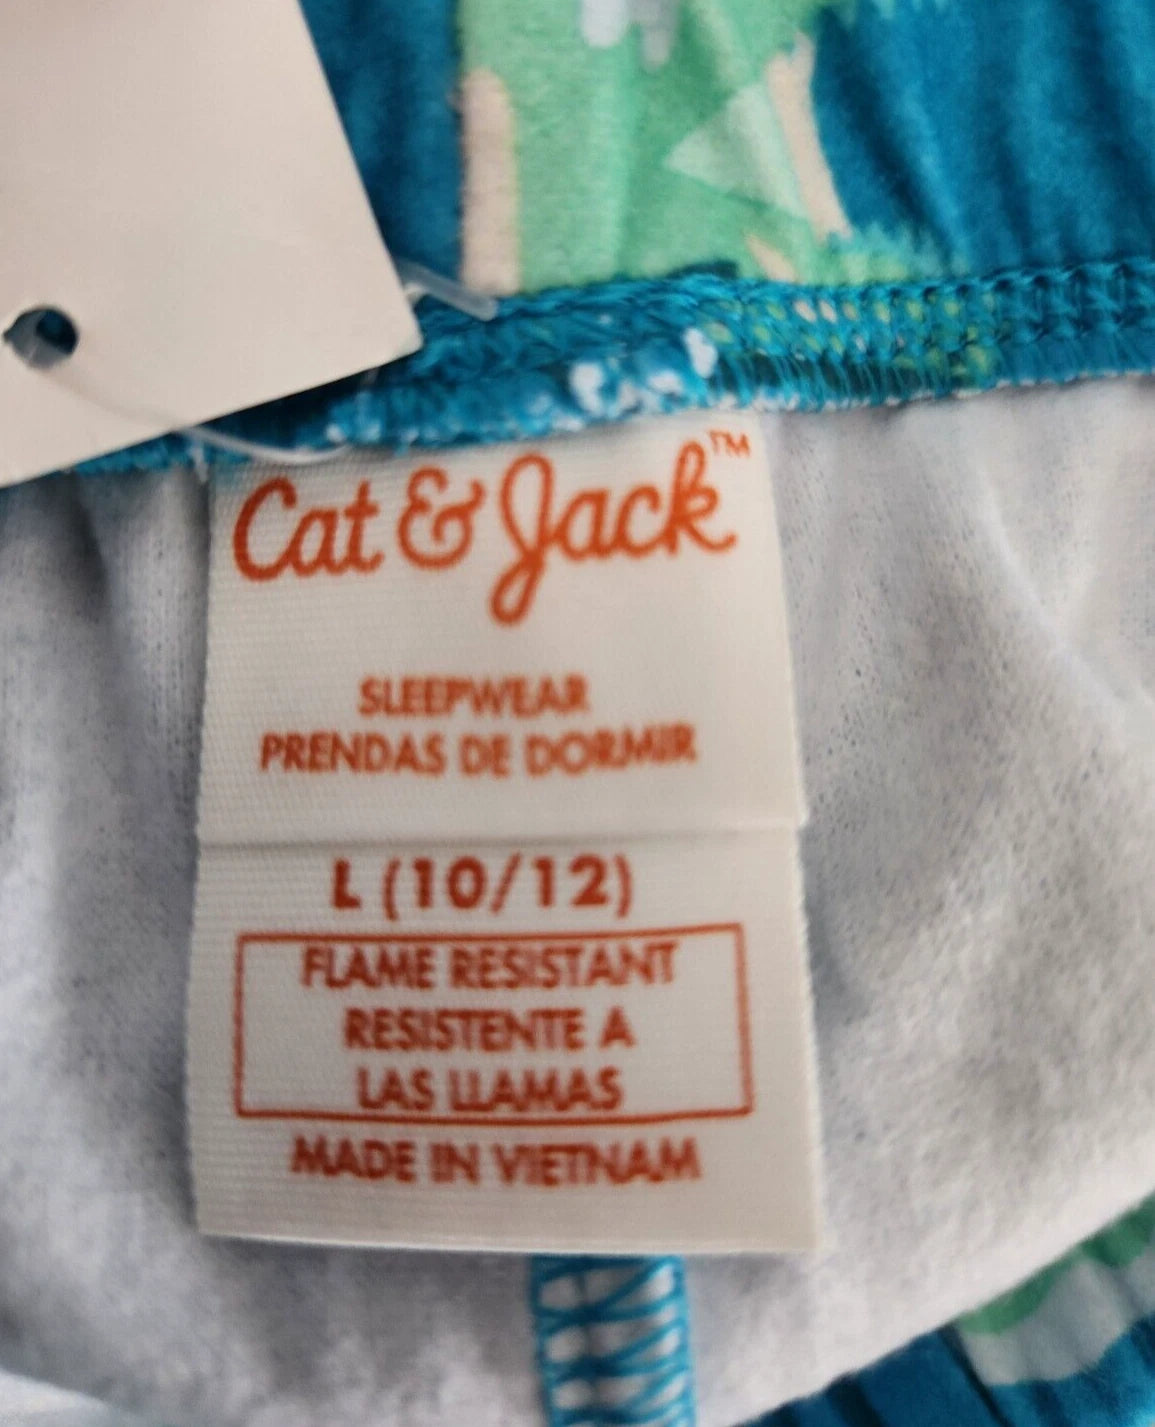 Cat & Jack™
SLEEPWEAR
PRENDAS DE DORMIR
L (10/12)
FLAME RESISTANT
RESISTENTE A
LAS LLAMAS
MADE IN VIETNAM